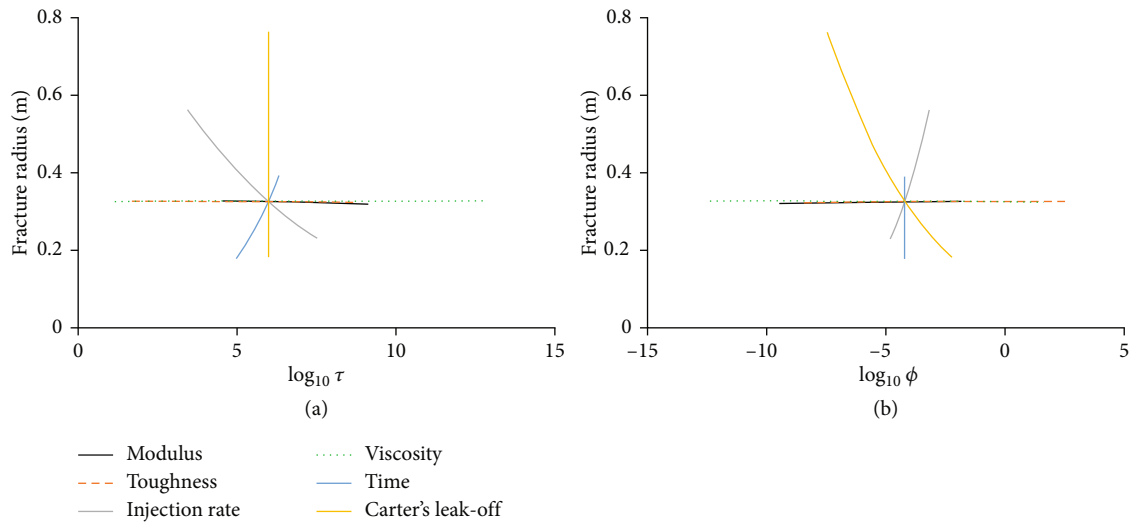 0.8
0.6
0.4
0.2
0
Fracture radius (m)
0 5 10 15
log10 τ
(a)
0.8
0.6
0.4
0.2
0
Fracture radius (m)
–15 –10 –5 0 5
log10 ϕ
(b)
Modulus
Toughness
Injection rate
Viscosity
Time
Carter's leak-off